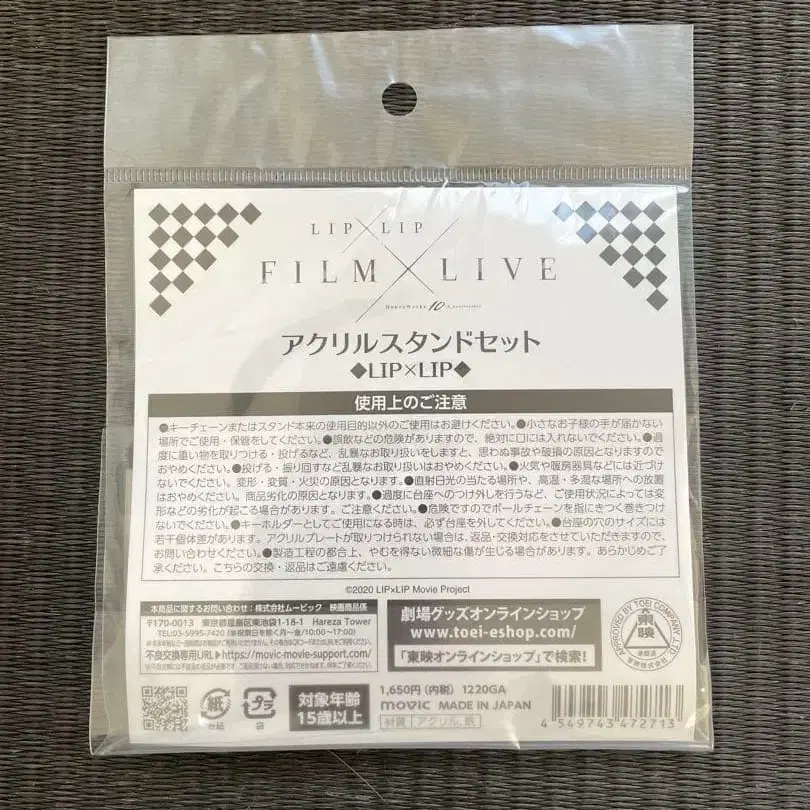 LIP×LIP
FILM×LIVE
HoneyWorks 10th Anniversary
アクリルスタンドセット
◆LIP×LIP◆
使用上のご注意
●キーチェーンまたはスタンド本来の使用目的以外のご使用はお避けください。●小さなお子様の手が届かない
場所でご使用・保管をしてください。●誤飲などの危険がありますので、絶対に口には入れないでください。●過
度に重い物を取りつける・投げるなど、乱暴なお取り扱いをしますと、思わぬ事故や破損の原因となりますので
おやめください。●投げる・振り回すなど乱暴なお取り扱いはおやめください。●火気や暖房器具などには近づけ
ないでください。変形・変質・火災の原因となります。●直射日光の当たる場所や、高温・多湿な場所への放置
はおやめください。商品劣化の原因となります。●過度に台座へのつけ外しを行うなど、ご使用状況によっては変
形などの劣化が起こる場合があります。ご注意ください。●危険ですのでボールチェーンを指にきつく巻きつけ
ないでください。●キーホルダーとしてご使用になる時は、必ず台座を外してください。●台座の穴のサイズには
若干個体差があります。アクリルプレートが取りつけられない場合は、返品・交換対応をさせていただきますので、
お問い合わせください。●製造工程の都合上、やむを得ない微細な傷が生じる場合があります。あらかじめご了
承ください。こちらの交換・返品はご遠慮ください。
©2020 LIP×LIP Movie Project
本商品に関するお問い合わせ:株式会社ムービック 映画商品係
〒170-0013 東京都豊島区東池袋1-18-1 Hareza Tower
TEL03-5995-7420 (※祝祭日を除く月〜金/10:00〜17:00)
不良交換専用URL▶https://movic-movie-support.com/
劇場グッズオンラインショップ
www.toei-eshop.com/
「東映オンラインショップ」で検索!
APPROVED BY TOEI COMPANY, LTD.
東映
紙
台紙
プラ
袋
対象年齢
15歳以上
1,650円(内税) 1220GA
movic MADE IN JAPAN
材質 アクリル、鉄
4 549743 472713